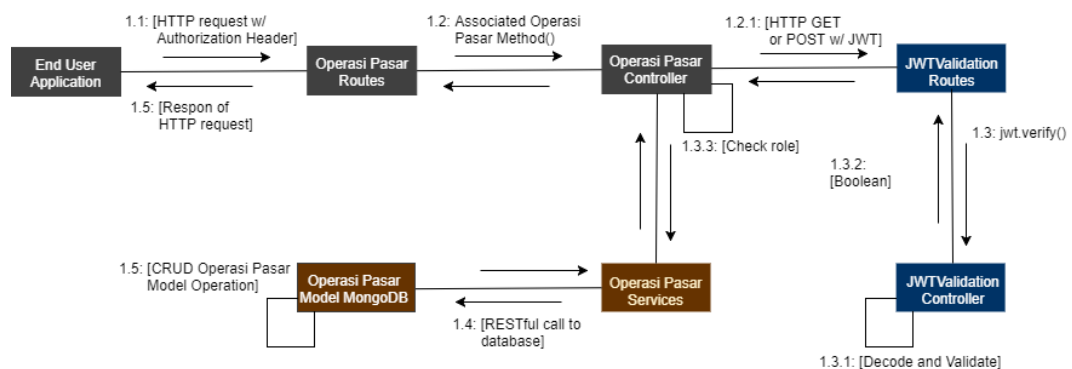 1.1: [HTTP request w/
Authorization Header]
1.2: Associated Operasi
Pasar Method()
1.2.1: [HTTP GET
or POST w/ JWT]
End User
Application
Operasi Pasar
Routes
Operasi Pasar
Controller
JWTValidation
Routes
1.5: [Respon of
HTTP request]
1.3.3: [Check role]
1.3: jwt.verify()
1.3.2:
[Boolean]
1.5: [CRUD Operasi Pasar
Model Operation]
Operasi Pasar
Model MongoDB
Operasi Pasar
Services
JWTValidation
Controller
1.4: [RESTful call to
database]
1.3.1: [Decode and Validate]